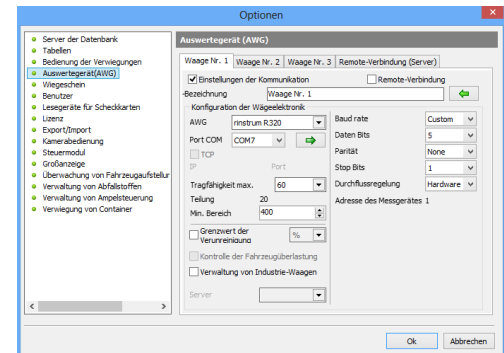 Optionen
Server der Datenbank
Tabellen
Bedienung der Verwiegungen
Auswertegerät(AWG)
Wiegeschein
Benutzer
Lesegeräte für Scheckkarten
Lizenz
Export/Import
Kamerabedienung
Steuermodul
Großanzeige
Überwachung von Fahrzeugaufstellur
Verwaltung von Abfallstoffen
Verwaltung von Ampelsteuerung
Verwiegung von Container
Auswertegerät (AWG)
Waage Nr. 1 Waage Nr. 2 Waage Nr. 3 Remote-Verbindung (Server)
Einstellungen der Kommunikation Remote-Verbindung
-Bezeichnung Waage Nr. 1
Konfiguration der Wägeelektronik
AWG rinstrum R320
Port COM COM7
TCP
IP Port
Tragfähigkeit max. 60
Teilung 20
Min. Bereich 400
Grenzwert der Verunreinigung %
Kontrolle der Fahrzeugüberlastung
Verwaltung von Industrie-Waagen
Server
Baud rate Custom
Daten Bits 5
Parität None
Stop Bits 1
Durchflussregelung Hardware
Adresse des Messgerätes 1
Ok Abbrechen